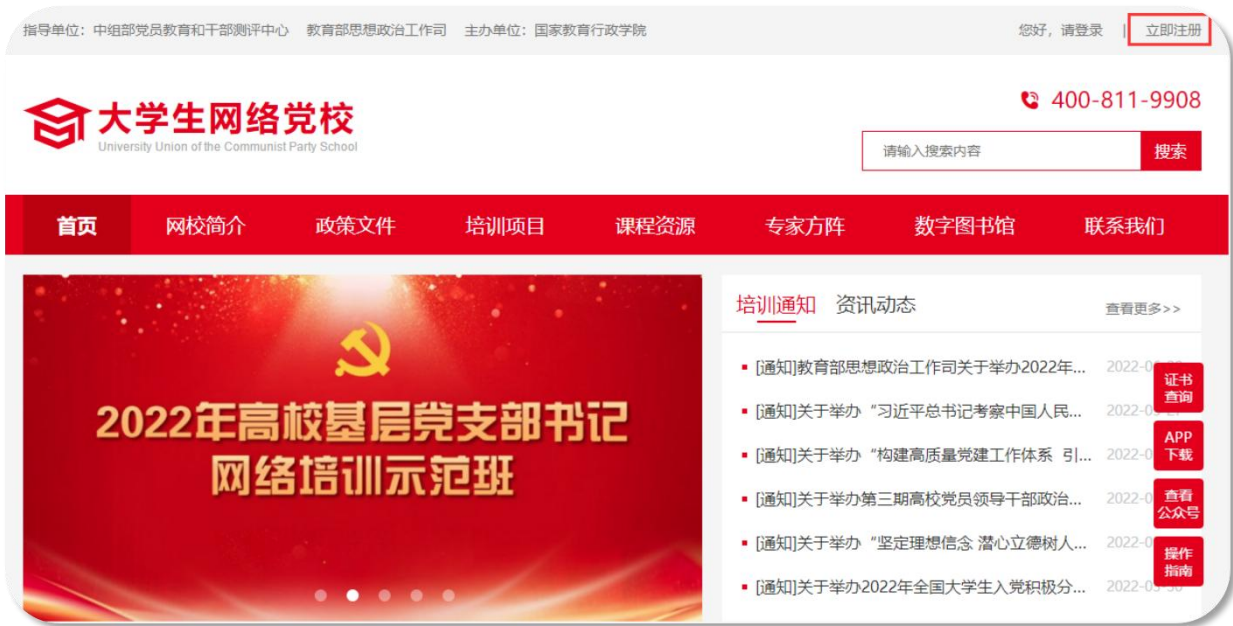 指导单位：中组部党员教育和干部测评中心 教育部思想政治工作司 主办单位：国家教育行政学院
您好，请登录 | 立即注册
大学生网络党校
University Union of the Communist Party School
400-811-9908
请输入搜索内容
搜索
首页 网校简介 政策文件 培训项目 课程资源 专家方阵 数字图书馆 联系我们
2022年高校基层党支部书记
网络培训示范班
培训通知 资讯动态 查看更多>>
[通知]教育部思想政治工作司关于举办2022年... 2022-0
[通知]关于举办“习近平总书记考察中国人民... 2022-0
[通知]关于举办“构建高质量党建工作体系 引... 2022-0
[通知]关于举办第三期高校党员领导干部政治... 2022-0
[通知]关于举办“坚定理想信念 潜心立德树人... 2022-0
[通知]关于举办2022年全国大学生入党积极分... 2022-0
证书
查询
APP
下载
查看
公众号
操作
指南